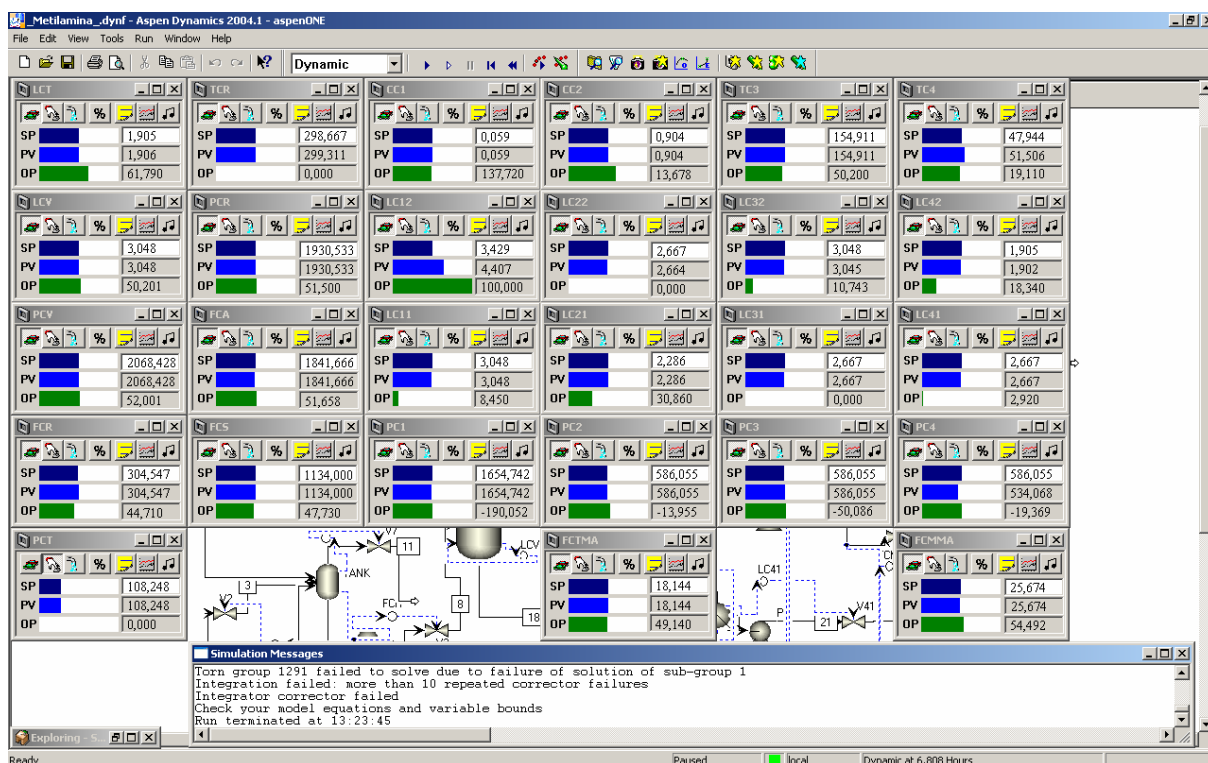 _Metilamina_.dynf - Aspen Dynamics 2004.1 - aspenONE
File Edit View Tools Run Window Help
Dynamic
LCT
SP 1,905
PV 1,906
OP 61,790
TCR
SP 298,667
PV 299,311
OP 0,000
CC1
SP 0,059
PV 0,059
OP 137,720
CC2
SP 0,904
PV 0,904
OP 13,678
TC3
SP 154,911
PV 154,911
OP 50,200
TC4
SP 47,944
PV 51,506
OP 19,110
LCV
SP 3,048
PV 3,048
OP 50,201
PCR
SP 1930,533
PV 1930,533
OP 51,500
LC12
SP 3,429
PV 4,407
OP 100,000
LC22
SP 2,667
PV 2,664
OP 0,000
LC32
SP 3,048
PV 3,045
OP 10,743
LC42
SP 1,905
PV 1,902
OP 18,340
PCV
SP 2068,428
PV 2068,428
OP 52,001
FCA
SP 1841,666
PV 1841,666
OP 51,658
LC11
SP 3,048
PV 3,048
OP 8,450
LC21
SP 2,286
PV 2,286
OP 30,860
LC31
SP 2,667
PV 2,667
OP 0,000
LC41
SP 2,667
PV 2,667
OP 2,920
FCR
SP 304,547
PV 304,547
OP 44,710
FCS
SP 1134,000
PV 1134,000
OP 47,730
PC1
SP 1654,742
PV 1654,742
OP -190,052
PC2
SP 586,055
PV 586,055
OP -13,955
PC3
SP 586,055
PV 586,055
OP -50,086
PC4
SP 586,055
PV 534,068
OP -19,369
PCT
SP 108,248
PV 108,248
OP 0,000
V7
11
LCV
ANK
3
V2
8
18
FCTMA
SP 18,144
PV 18,144
OP 49,140
LC41
P
21
V41
FCMMA
SP 25,674
PV 25,674
OP 54,492
Simulation Messages
Torn group 1291 failed to solve due to failure of solution of sub-group 1
Integration failed: more than 10 repeated corrector failures
Integrator corrector failed
Check your model equations and variable bounds
Run terminated at 13:23:45
Exploring - S...
Ready
Paused
local
Dynamic at 6.808 Hours